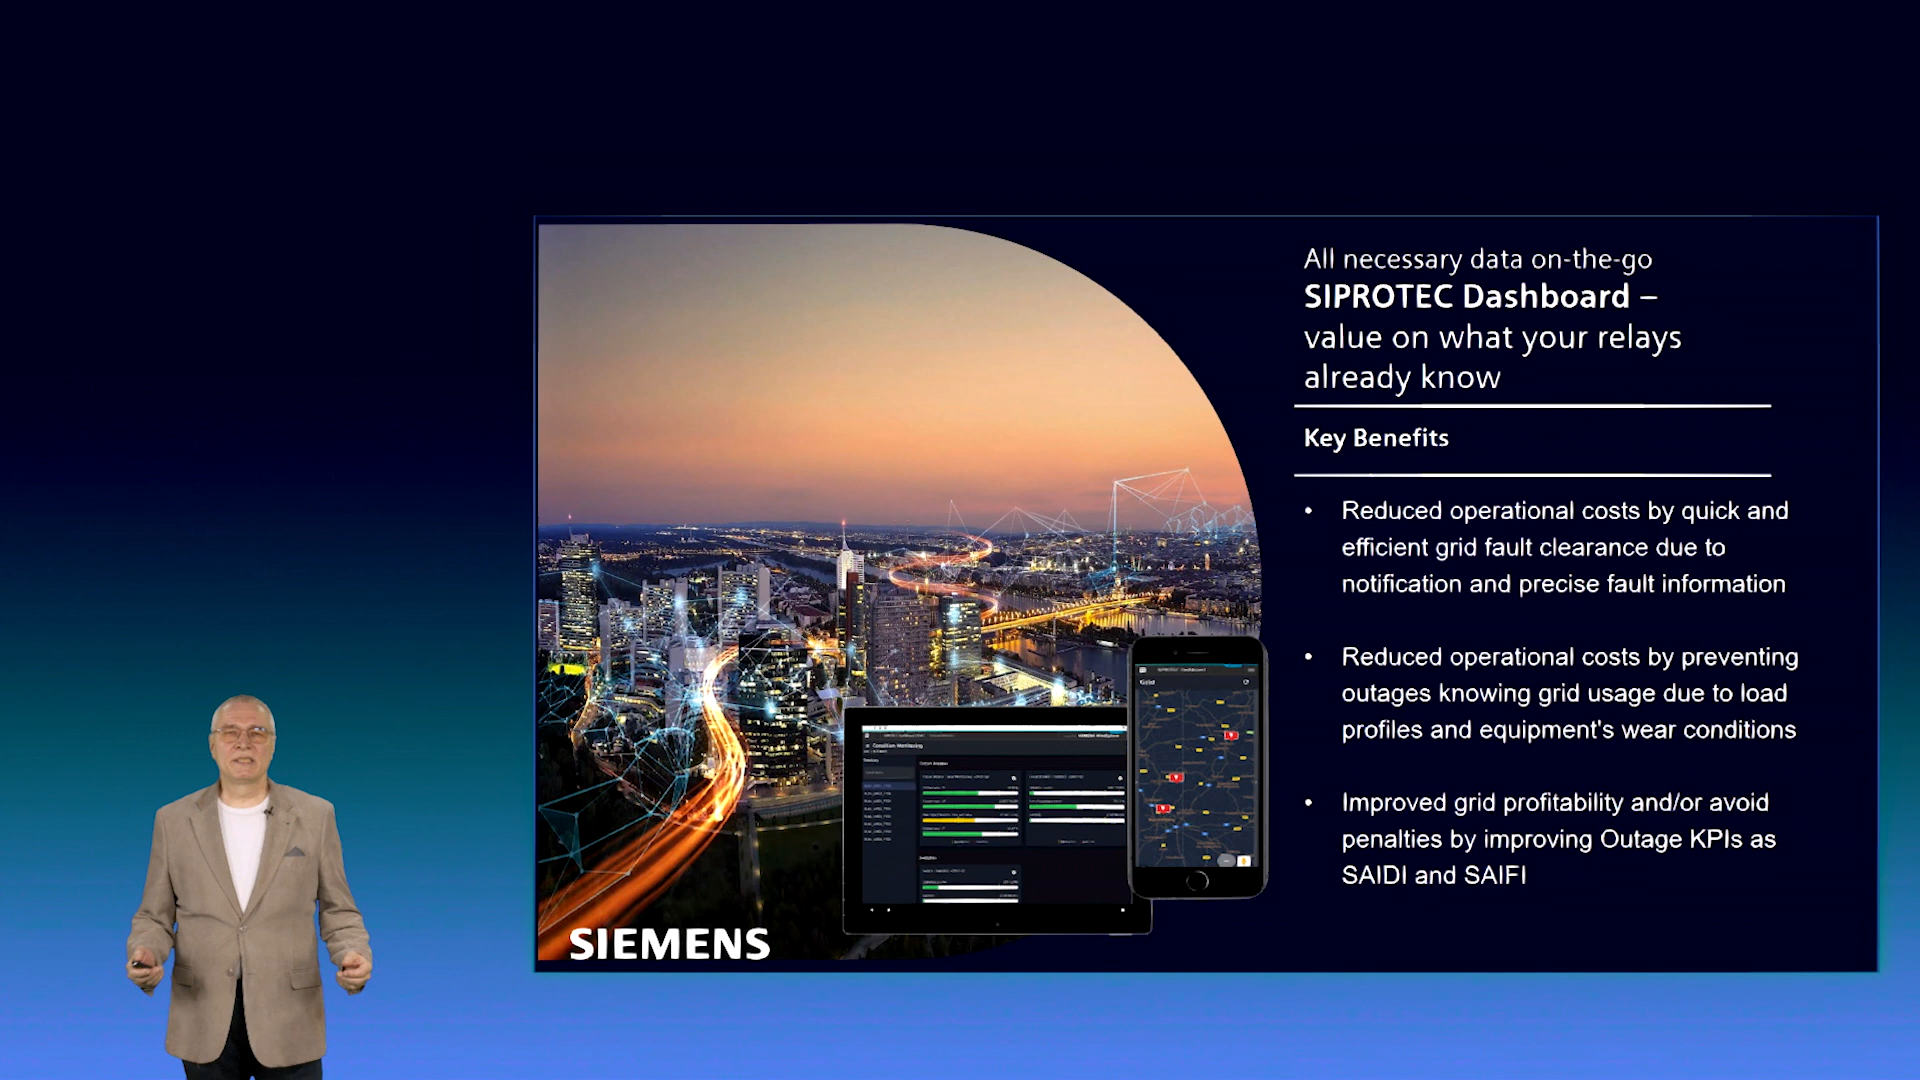 All necessary data on-the-go
SIPROTEC Dashboard –
value on what your relays
already know
Key Benefits
• Reduced operational costs by quick and
efficient grid fault clearance due to
notification and precise fault information
• Reduced operational costs by preventing
outages knowing grid usage due to load
profiles and equipment's wear conditions
• Improved grid profitability and/or avoid
penalties by improving Outage KPIs as
SAIDI and SAIFI
Grid
Condition Monitoring
SIEMENS